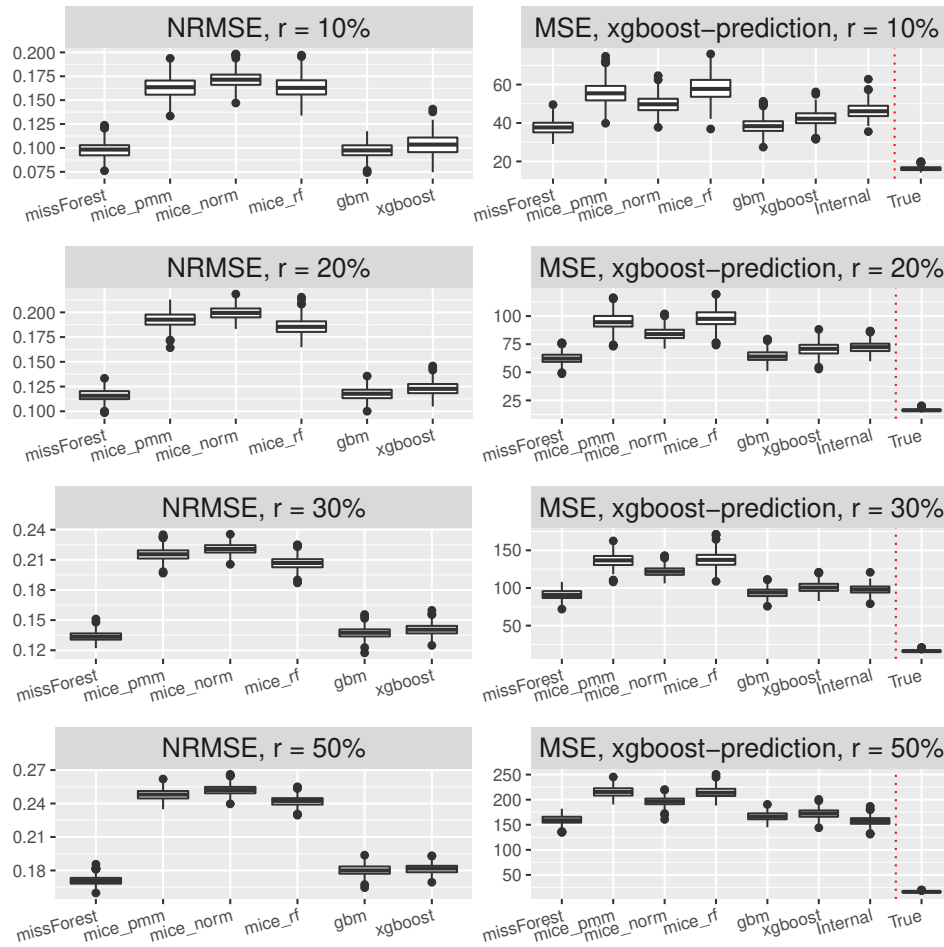 NRMSE, r = 10%
0.200
0.175
0.150
0.125
0.100
0.075
missForest mice_pmm mice_norm mice_rf gbm xgboost
MSE, xgboost−prediction, r = 10%
60
40
20
missForest mice_pmm mice_norm mice_rf gbm xgboost Internal True
NRMSE, r = 20%
0.200
0.175
0.150
0.125
0.100
missForest mice_pmm mice_norm mice_rf gbm xgboost
MSE, xgboost−prediction, r = 20%
100
75
50
25
missForest mice_pmm mice_norm mice_rf gbm xgboost Internal True
NRMSE, r = 30%
0.24
0.21
0.18
0.15
0.12
missForest mice_pmm mice_norm mice_rf gbm xgboost
MSE, xgboost−prediction, r = 30%
150
100
50
missForest mice_pmm mice_norm mice_rf gbm xgboost Internal True
NRMSE, r = 50%
0.27
0.24
0.21
0.18
missForest mice_pmm mice_norm mice_rf gbm xgboost
MSE, xgboost−prediction, r = 50%
250
200
150
100
50
missForest mice_pmm mice_norm mice_rf gbm xgboost Internal True